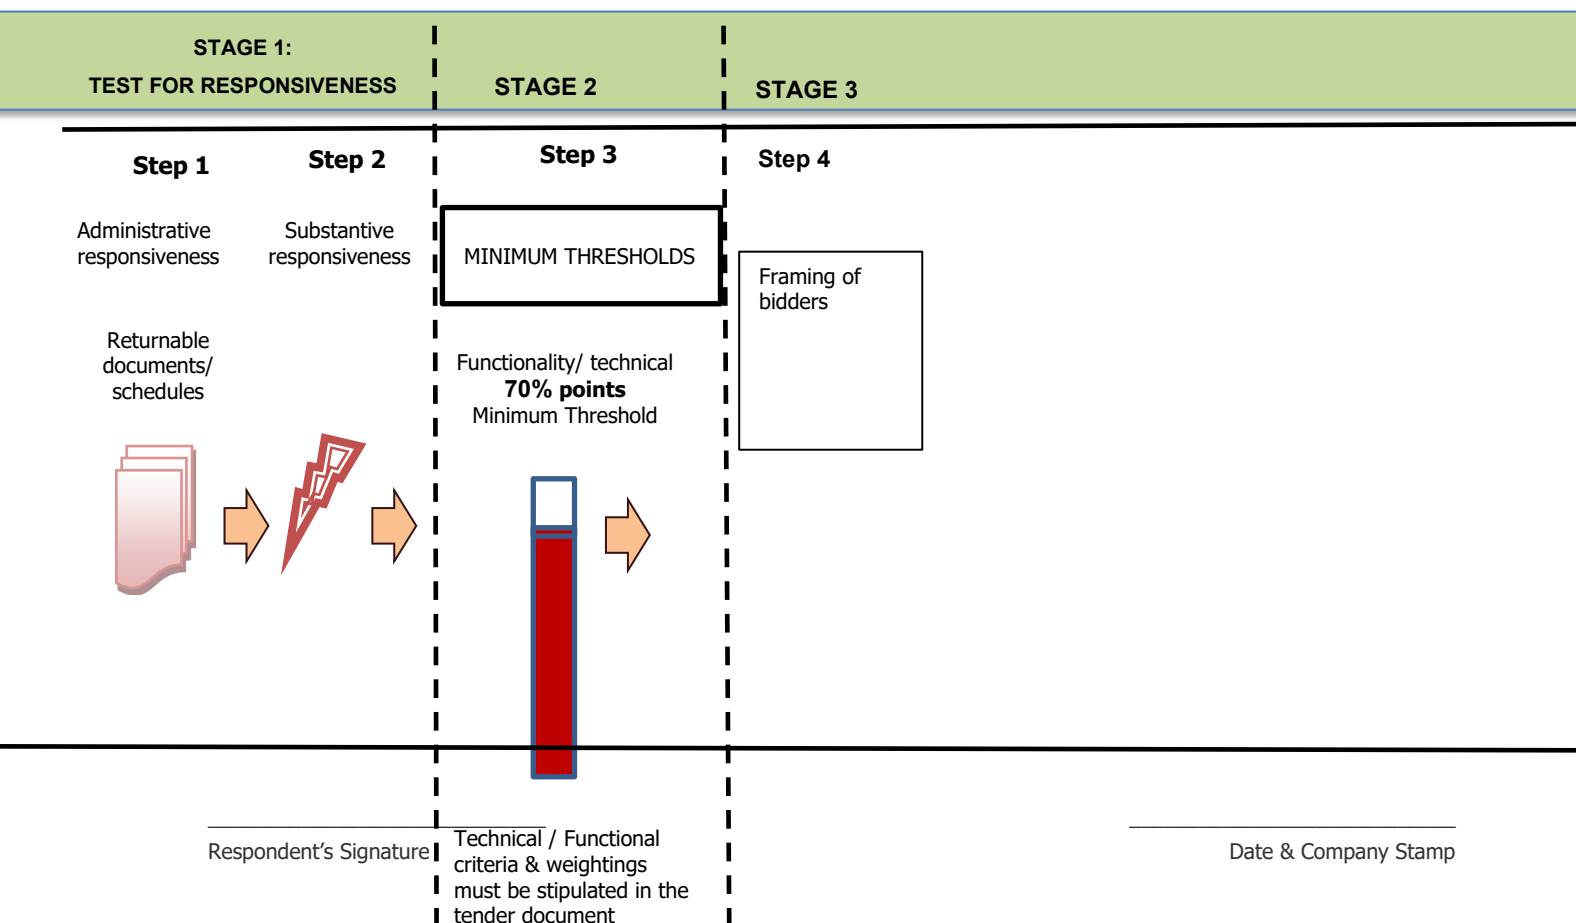 STAGE 1:
TEST FOR RESPONSIVENESS
STAGE 2
STAGE 3
Step 1
Step 2
Step 3
Step 4
Administrative
responsiveness
Substantive
responsiveness
MINIMUM THRESHOLDS
Framing of
bidders
Returnable
documents/
schedules
Functionality/ technical
70% points
Minimum Threshold
Respondent’s Signature
Technical / Functional
criteria & weightings
must be stipulated in the
tender document
Date & Company Stamp